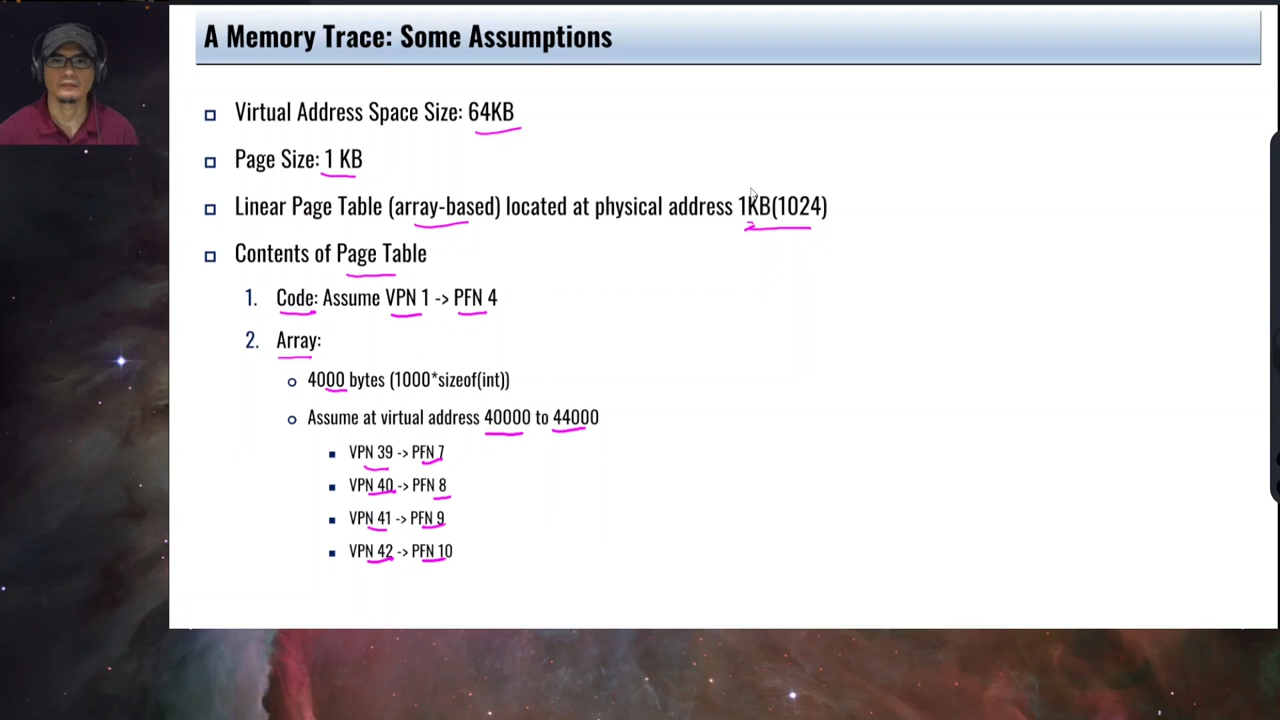 A Memory Trace: Some Assumptions
Virtual Address Space Size: 64KB
Page Size: 1 KB
Linear Page Table (array-based) located at physical address 1KB(1024)
Contents of Page Table
1. Code: Assume VPN 1 -> PFN 4
2. Array:
4000 bytes (1000*sizeof(int))
Assume at virtual address 40000 to 44000
VPN 39 -> PFN 7
VPN 40 -> PFN 8
VPN 41 -> PFN 9
VPN 42 -> PFN 10